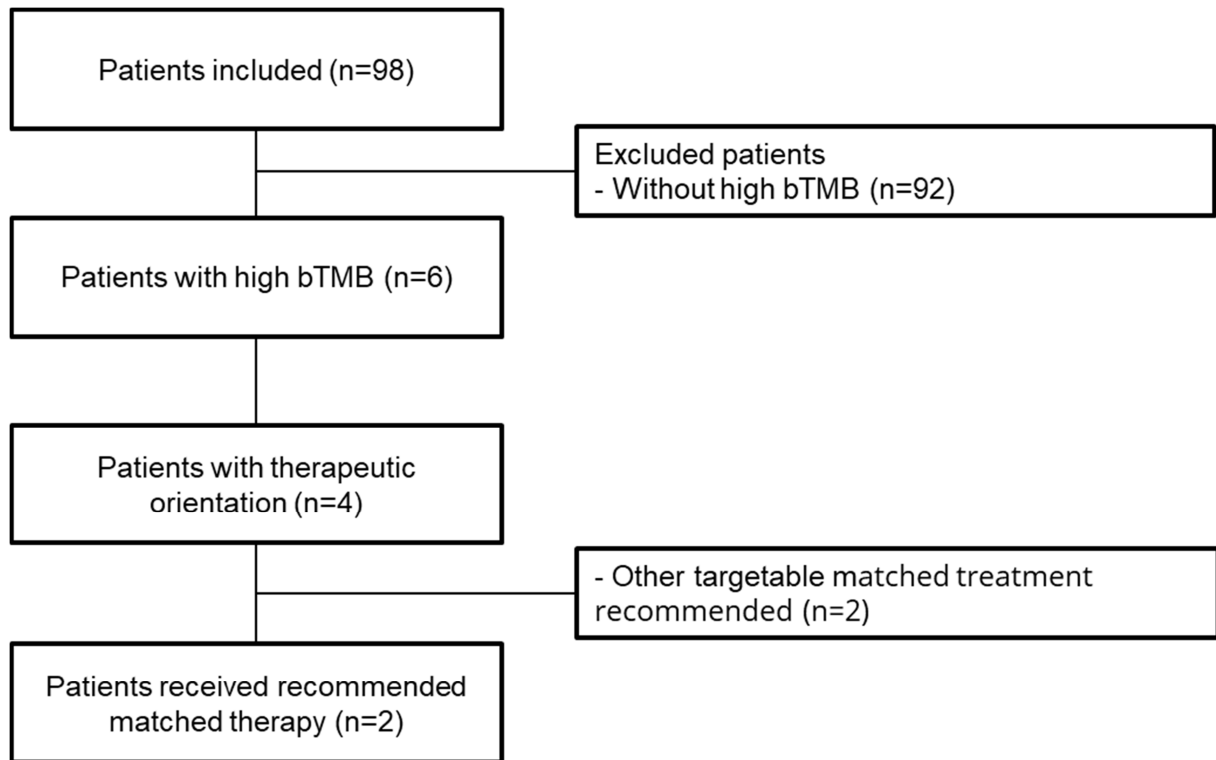 Patients included (n=98)
Excluded patients
- Without high bTMB (n=92)
Patients with high bTMB (n=6)
Patients with therapeutic
orientation (n=4)
- Other targetable matched treatment
recommended (n=2)
Patients received recommended
matched therapy (n=2)